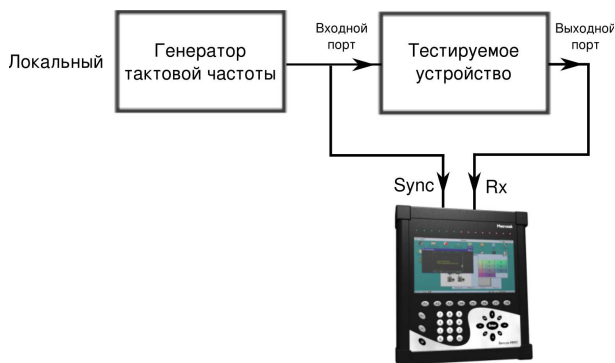 Входной
порт
Выходной
порт
Локальный
Генератор
тактовой частоты
Тестируемое
устройство
Sync
Rx